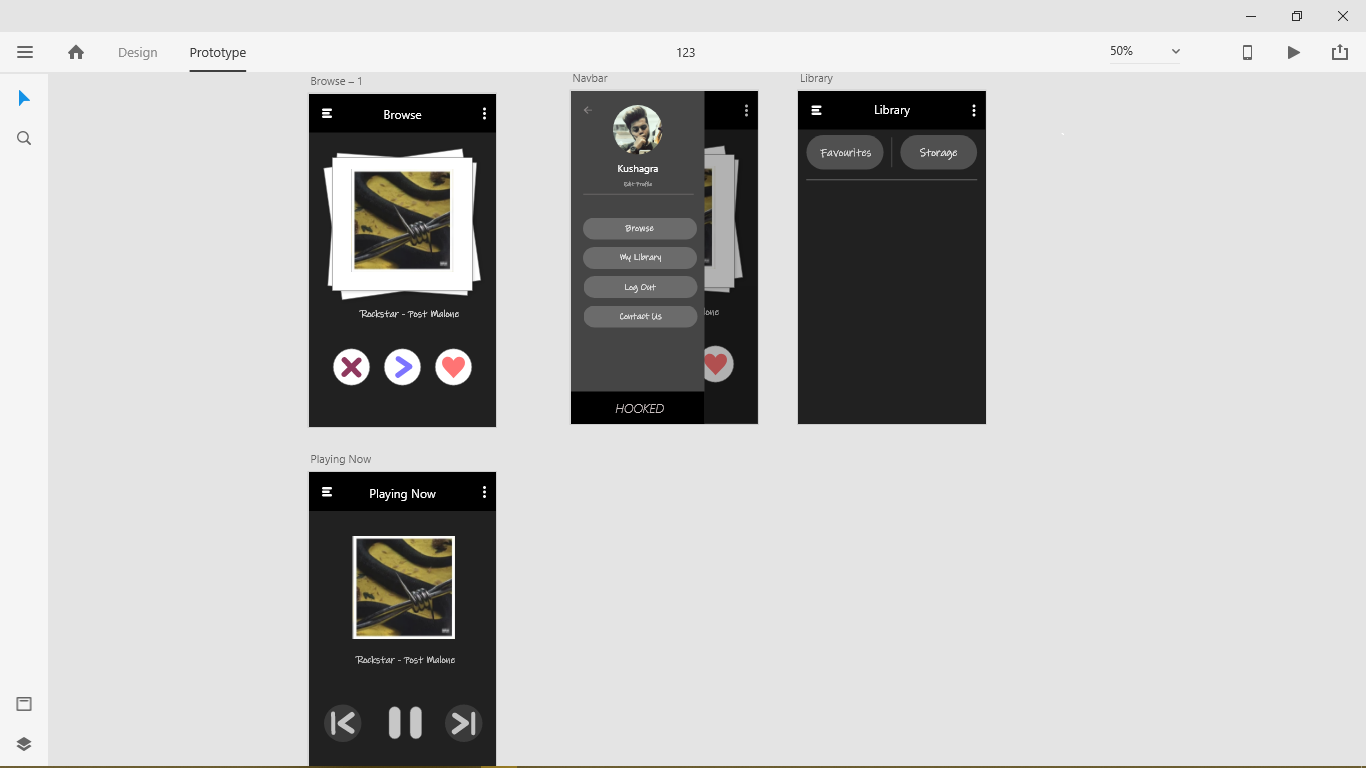 Design
Prototype
123
50%
Browse – 1
Browse
Rockstar - Post Malone
Navbar
Kushagra
Edit Profile
Browse
My Library
Log Out
Contact Us
lone
HOOKED
Library
Library
Favourites
Storage
Playing Now
Playing Now
Rockstar - Post Malone